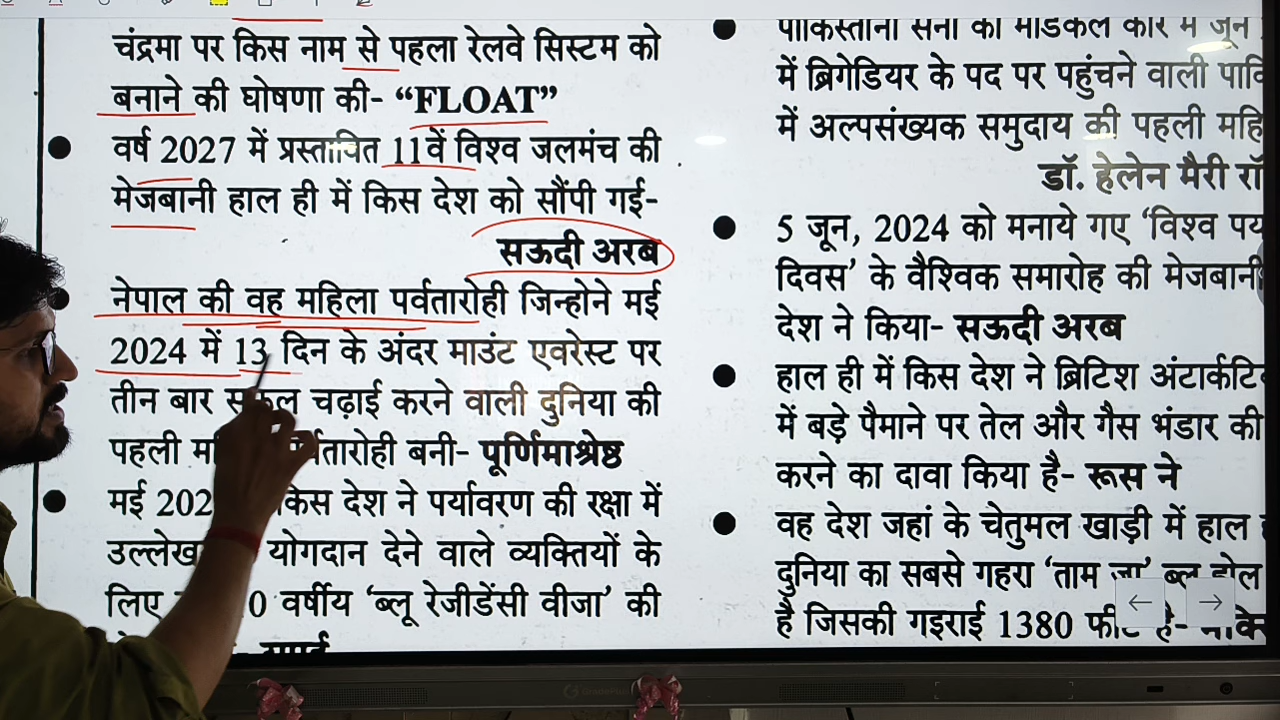 चंद्रमा पर किस नाम से पहला रेलवे सिस्टम को
बनाने की घोषणा की- “FLOAT”
वर्ष 2027 में प्रस्तावित 11वें विश्व जलमंच की
मेजबानी हाल ही में किस देश को सौंपी गई-
सऊदी अरब
नेपाल की वह महिला पर्वतारोही जिन्होने मई
2024 में 13 दिन के अंदर माउंट एवरेस्ट पर
तीन बार सफल चढ़ाई करने वाली दुनिया की
पहली पर्वतारोही बनी- पूर्णिमाश्रेष्ठ
मई किस देश ने पर्यावरण की रक्षा में
योगदान देने वाले व्यक्तियों के
लिए वर्षीय ‘ब्लू रेजीडेंसी वीजा’ की
पाकिस्तानी सेना की मेडिकल कोर में जून
में ब्रिगेडियर के पद पर पहुंचने वाली
में अल्पसंख्यक समुदाय की पहली
डॉ. हेलेन मैरी
5 जून, 2024 को मनाये गए ‘विश्व
दिवस’ के वैश्विक समारोह की मेजबानी
देश ने किया- सऊदी अरब
हाल ही में किस देश ने ब्रिटिश
में बड़े पैमाने पर तेल और गैस भंडार की
करने का दावा किया है- रूस ने
वह देश जहां के चेतुमल खाड़ी में हाल
दुनिया का सबसे गहरा ‘ताम जा’ ब्लू होल
है जिसकी गइराई 1380 फीट है-